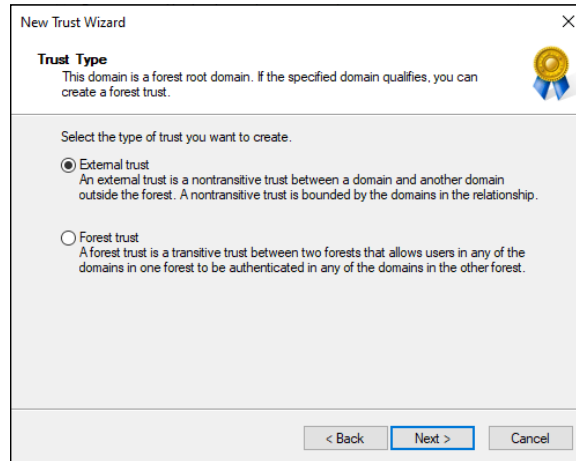 New Trust Wizard
Trust Type
This domain is a forest root domain. If the specified domain qualifies, you can
create a forest trust.
Select the type of trust you want to create.
External trust
An external trust is a nontransitive trust between a domain and another domain
outside the forest. A nontransitive trust is bounded by the domains in the relationship.
Forest trust
A forest trust is a transitive trust between two forests that allows users in any of the
domains in one forest to be authenticated in any of the domains in the other forest.
< Back Next > Cancel